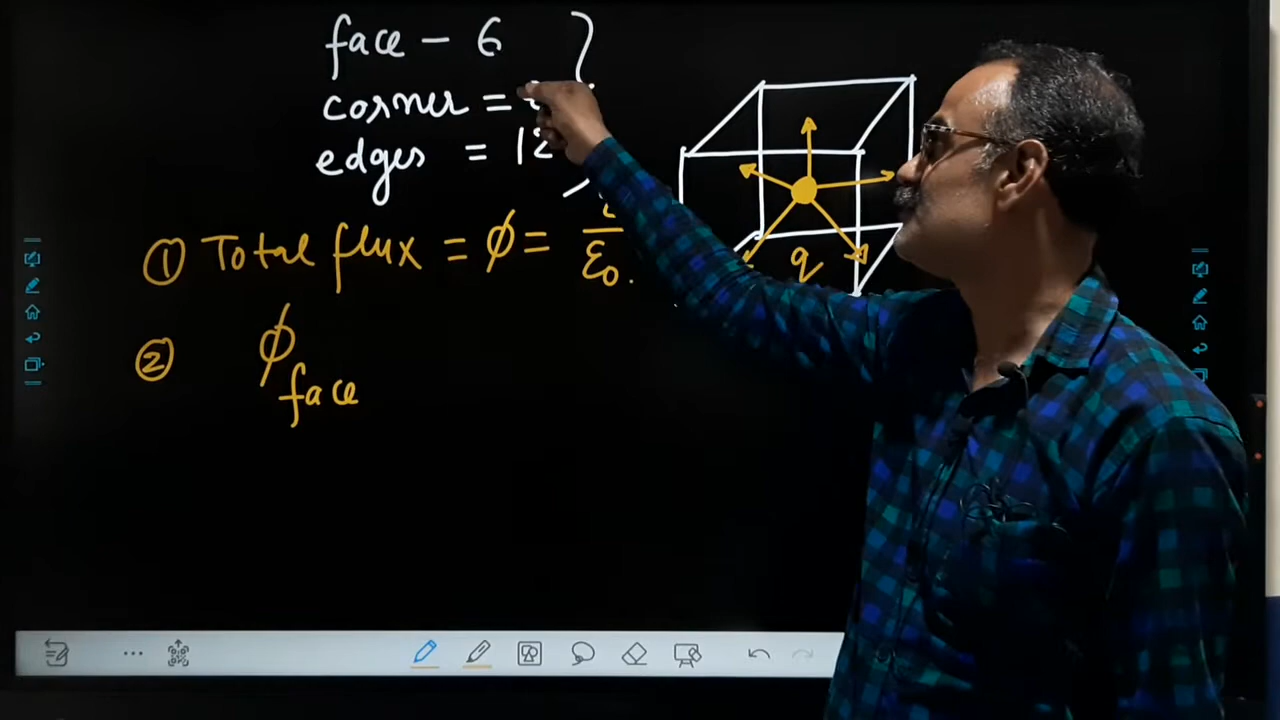 face - 6
corner =
edges = 12
① Total flux = φ = /ε₀.
q
② φ face